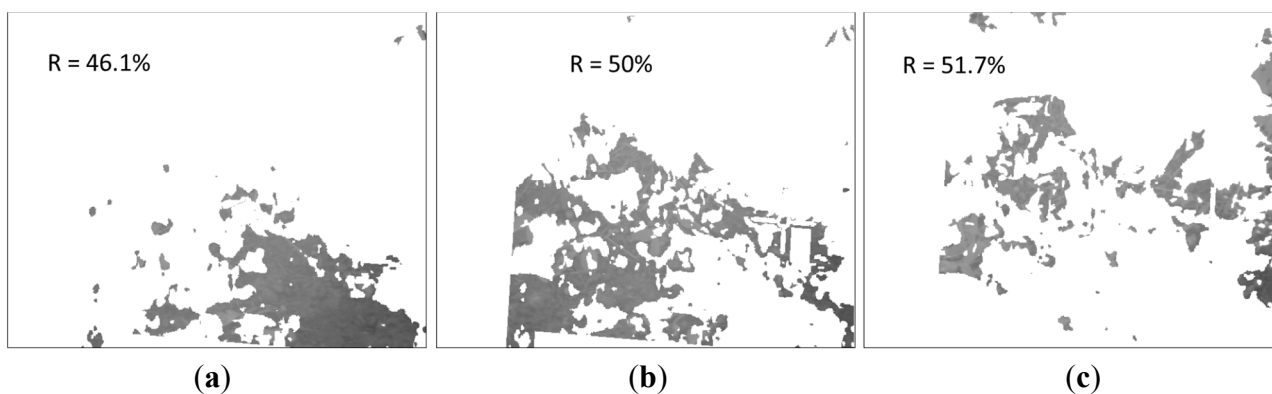 R = 46.1%
R = 50%
R = 51.7%
(a)
(b)
(c)